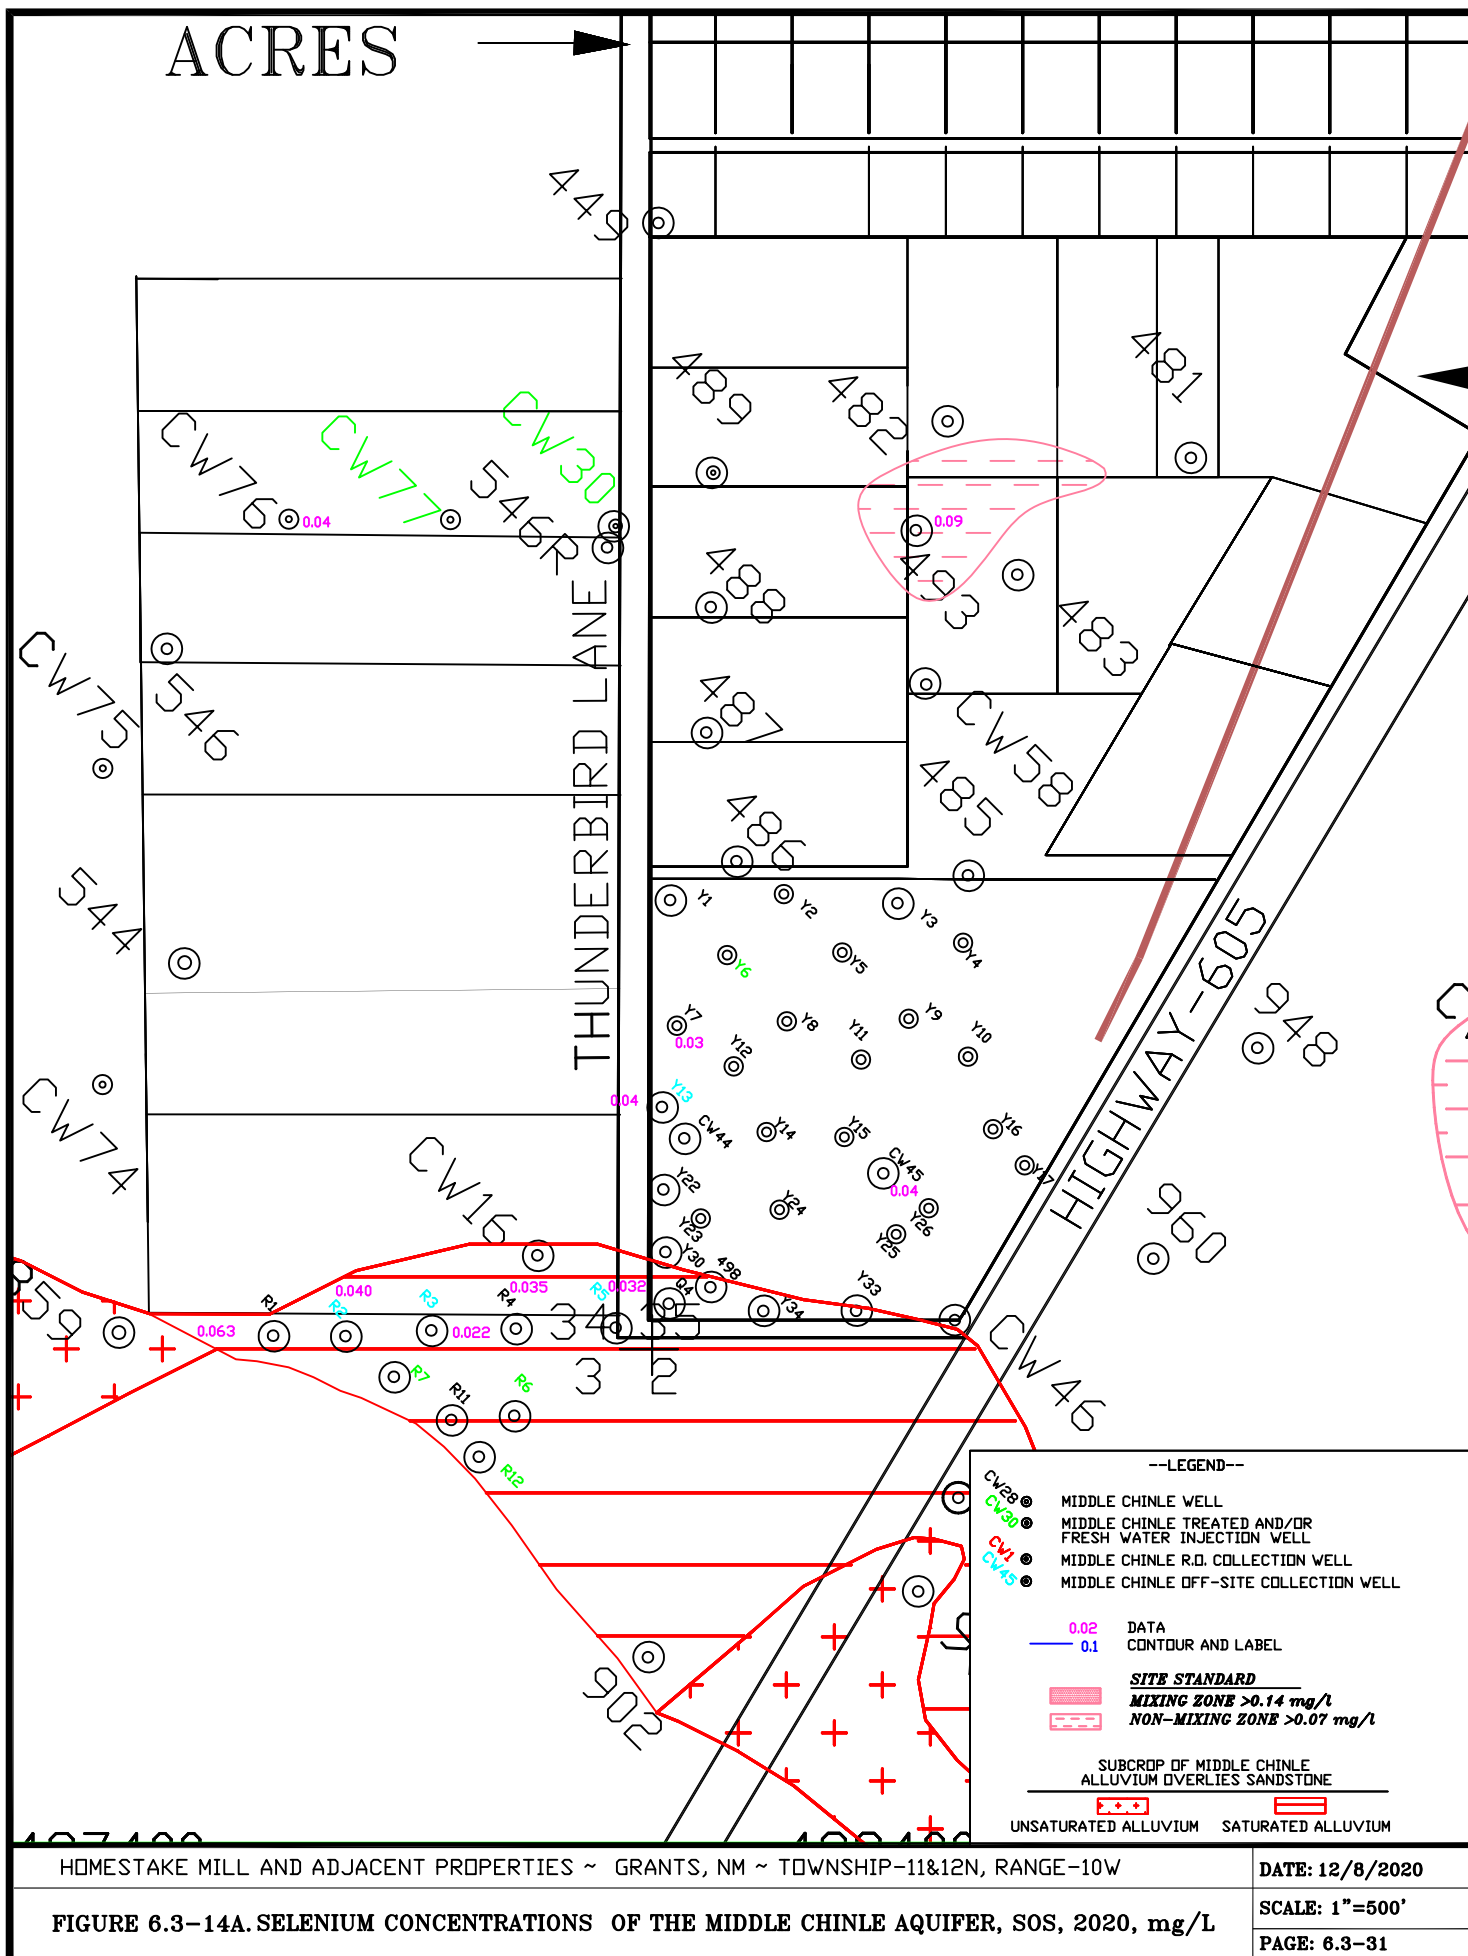 ACRES
449
489
482
481
CW76
CW77
CW30
546R
0.04
0.09
488
493
483
CW75
546
487
CW58
485
486
THUNDERBIRD LANE
544
Y1
Y2
Y3
Y4
Y5
Y6
Y7
0.03
Y8
Y9
Y10
Y11
Y12
HIGHWAY-605
948
CW74
0.04
Y13
CW44
Y14
Y15
Y16
Y17
CW45
0.04
CW16
Y22
Y23
Y24
Y25
Y26
960
Y30
498
Q4
Y33
Y34
859
0.040
0.035
0.032
R1
R2
R3
R4
R5
0.063
0.022
34
35
3
2
CW46
R7
R6
R11
R12
902
--LEGEND--
CW28 MIDDLE CHINLE WELL
CW30 MIDDLE CHINLE TREATED AND/OR
FRESH WATER INJECTION WELL
CW1 MIDDLE CHINLE R.O. COLLECTION WELL
CW45 MIDDLE CHINLE OFF-SITE COLLECTION WELL
0.02 DATA
0.1 CONTOUR AND LABEL
SITE STANDARD
MIXING ZONE >0.14 mg/l
NON-MIXING ZONE >0.07 mg/l
SUBCROP OF MIDDLE CHINLE
ALLUVIUM OVERLIES SANDSTONE
UNSATURATED ALLUVIUM SATURATED ALLUVIUM
HOMESTAKE MILL AND ADJACENT PROPERTIES ~ GRANTS, NM ~ TOWNSHIP-11&12N, RANGE-10W
DATE: 12/8/2020
FIGURE 6.3-14A. SELENIUM CONCENTRATIONS OF THE MIDDLE CHINLE AQUIFER, SOS, 2020, mg/L
SCALE: 1"=500'
PAGE: 6.3-31